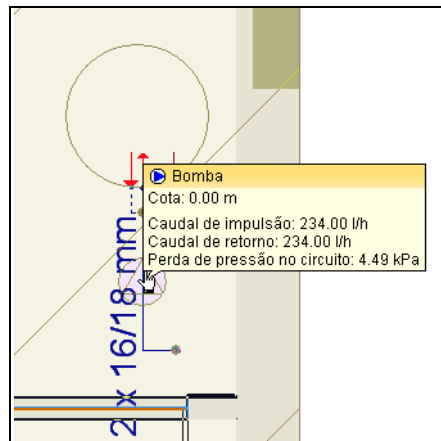 Bomba
Cota: 0.00 m
Caudal de impulsão: 234.00 l/h
Caudal de retorno: 234.00 l/h
Perda de pressão no circuito: 4.49 kPa
2 x 16/18 mm